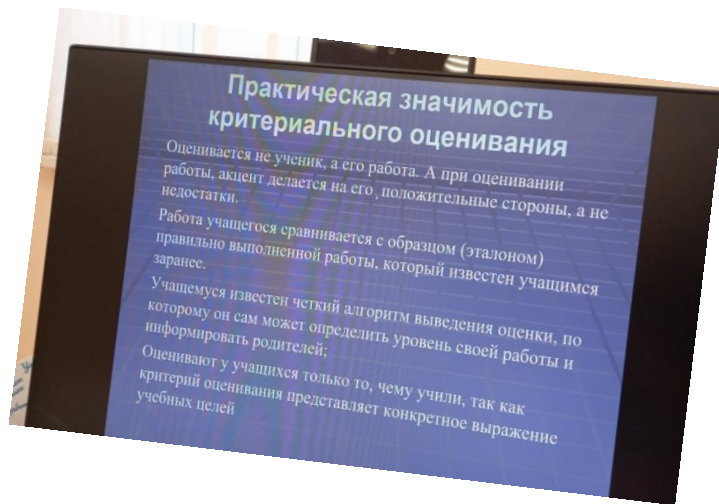 Практическая значимость
критериального оценивания
Оценивается не ученик, а его работа. А при оценивании
работы, акцент делается на его положительные стороны, а не
недостатки.
Работа учащегося сравнивается с образцом (эталоном)
правильно выполненной работы, который известен учащимся
заранее.
Учащемуся известен четкий алгоритм выведения оценки, по
которому он сам может определить уровень своей работы и
информировать родителей;
Оценивают у учащихся только то, чему учили, так как
критерий оценивания представляет конкретное выражение
учебных целей